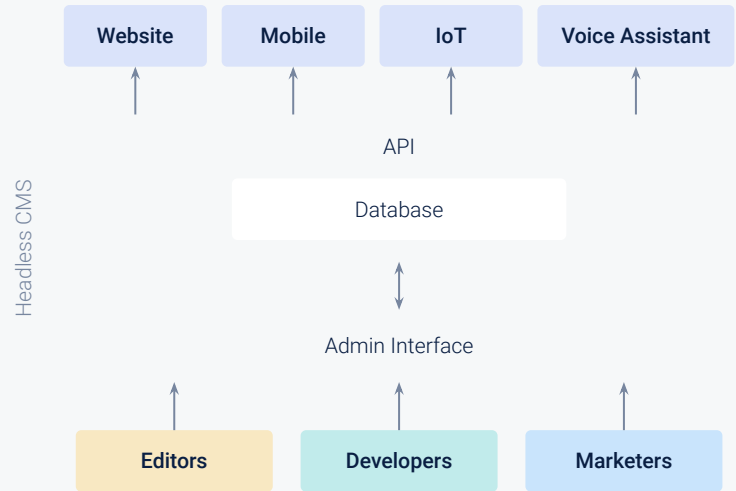 Website
Mobile
IoT
Voice Assistant
API
Database
Headless CMS
Admin Interface
Editors
Developers
Marketers